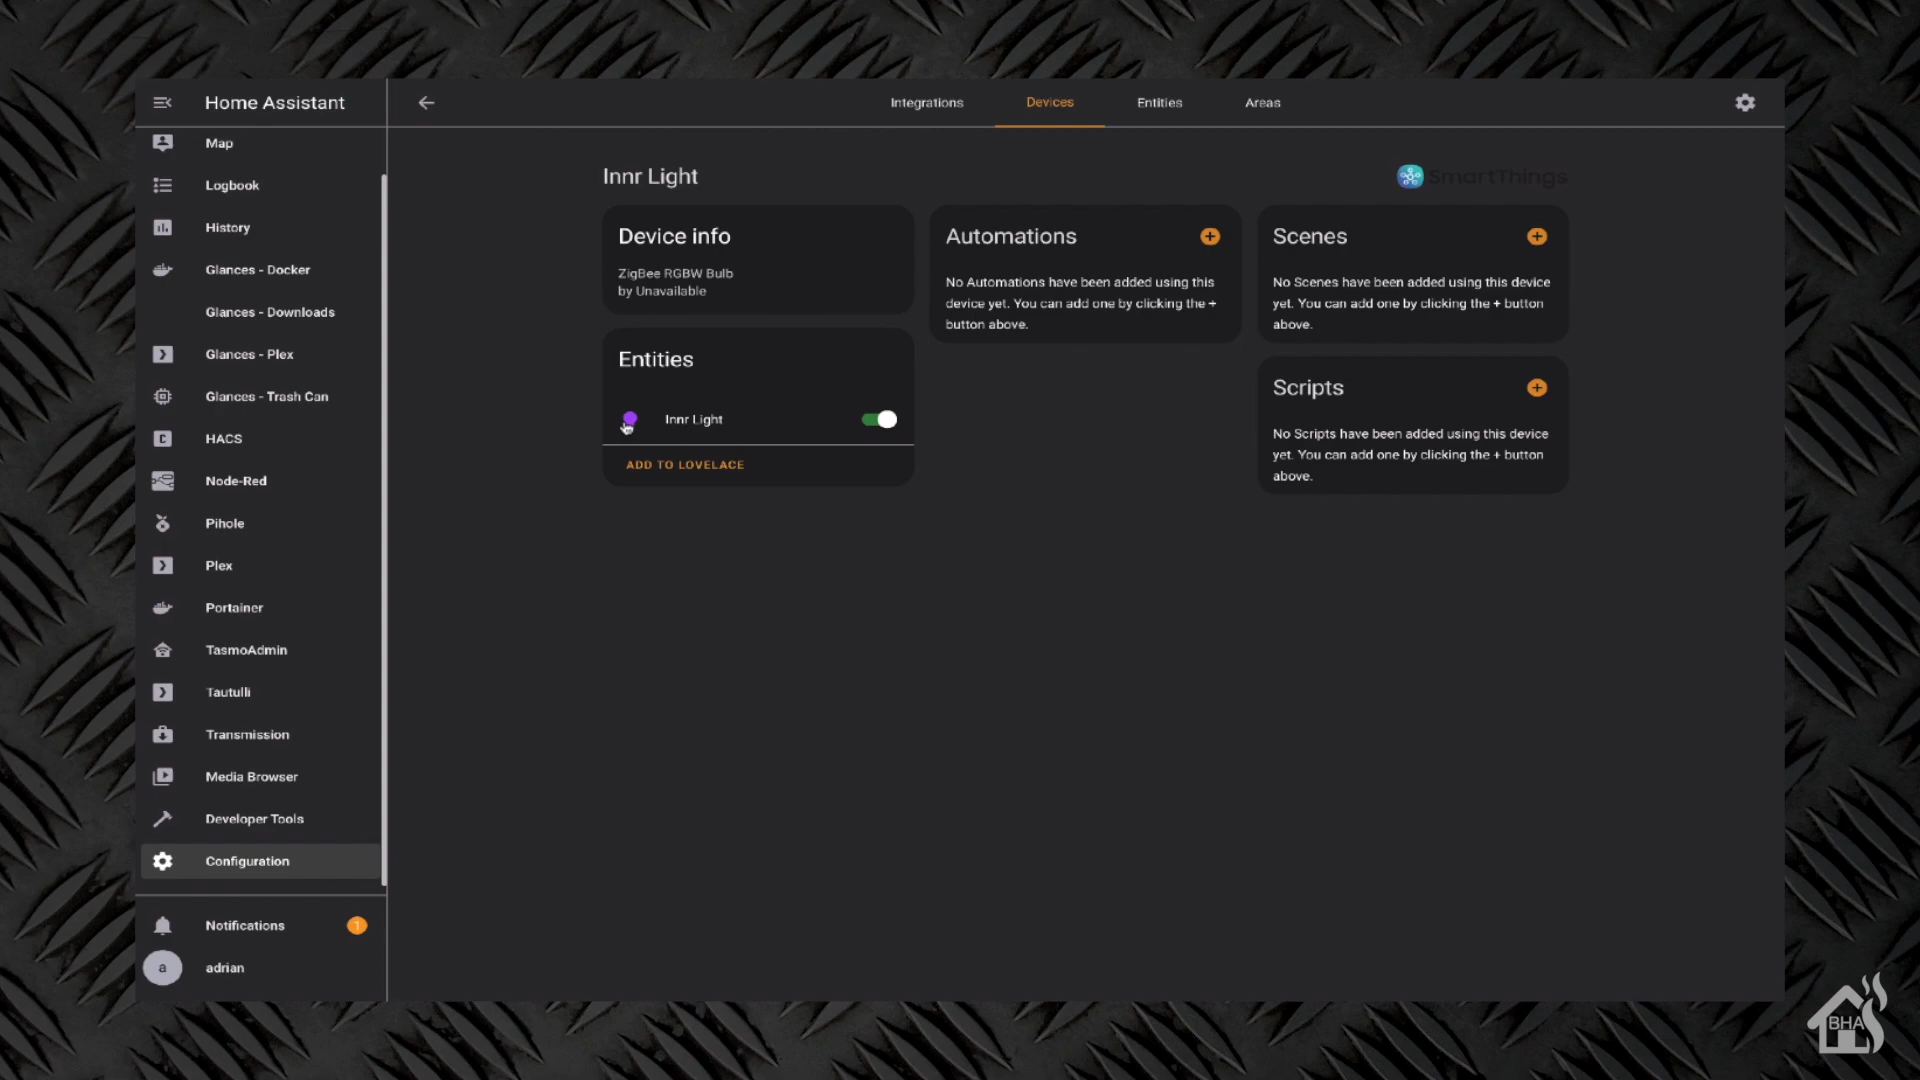 Home Assistant
Map
Logbook
History
Glances - Docker
Glances - Downloads
Glances - Plex
Glances - Trash Can
HACS
Node-Red
Pihole
Plex
Portainer
TasmoAdmin
Tautulli
Transmission
Media Browser
Developer Tools
Configuration
Notifications 1
a adrian
Integrations Devices Entities Areas
Innr Light
SmartThings
Device info
ZigBee RGBW Bulb
by Unavailable
Entities
Innr Light
ADD TO LOVELACE
Automations
No Automations have been added using this
device yet. You can add one by clicking the +
button above.
Scenes
No Scenes have been added using this device
yet. You can add one by clicking the + button
above.
Scripts
No Scripts have been added using this device
yet. You can add one by clicking the + button
above.
BHA